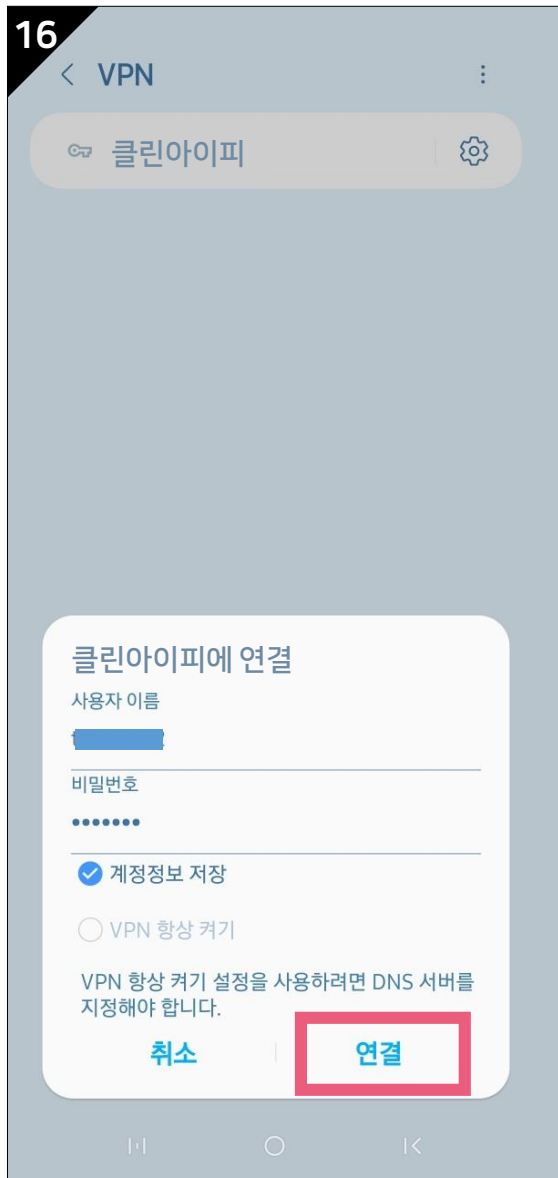 16
VPN
클린아이피
클린아이피에 연결
사용자 이름
비밀번호
•••••••
계정정보 저장
VPN 항상 켜기
VPN 항상 켜기 설정을 사용하려면 DNS 서버를
지정해야 합니다.
취소
연결